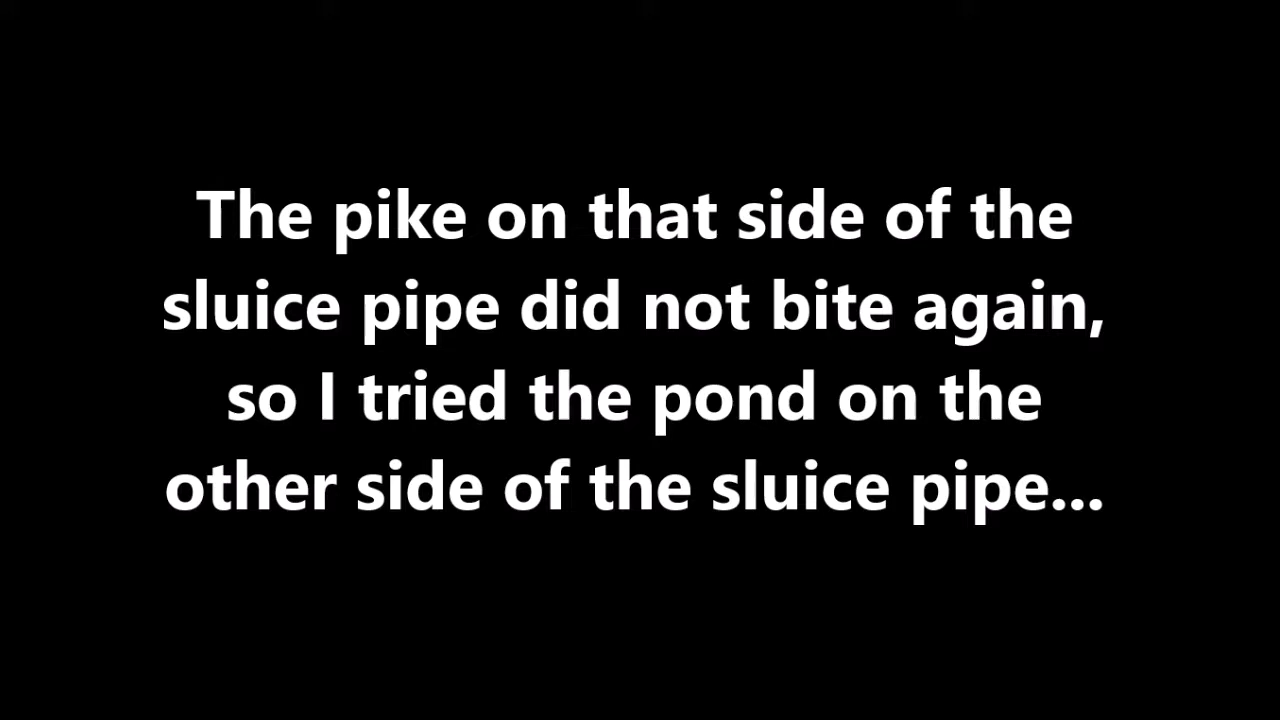 The pike on that side of the
sluice pipe did not bite again,
so I tried the pond on the
other side of the sluice pipe...